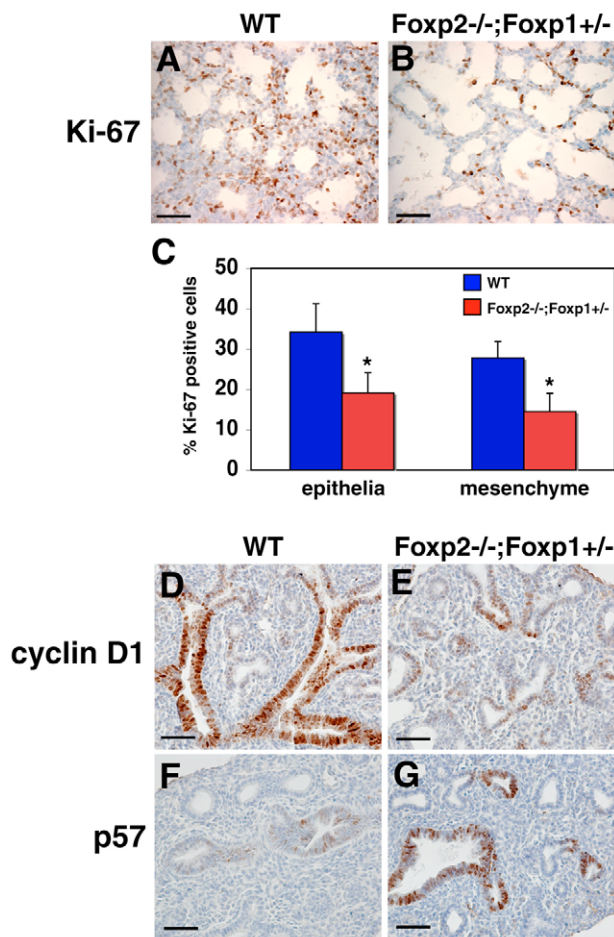 WT Foxp2-/-;Foxp1+/-
A B
Ki-67
C
50
40
30
20
10
0
% Ki-67 positive cells
WT
Foxp2-/-;Foxp1+/-
* *
epithelia mesenchyme
WT Foxp2-/-;Foxp1+/-
D E
cyclin D1
F G
p57